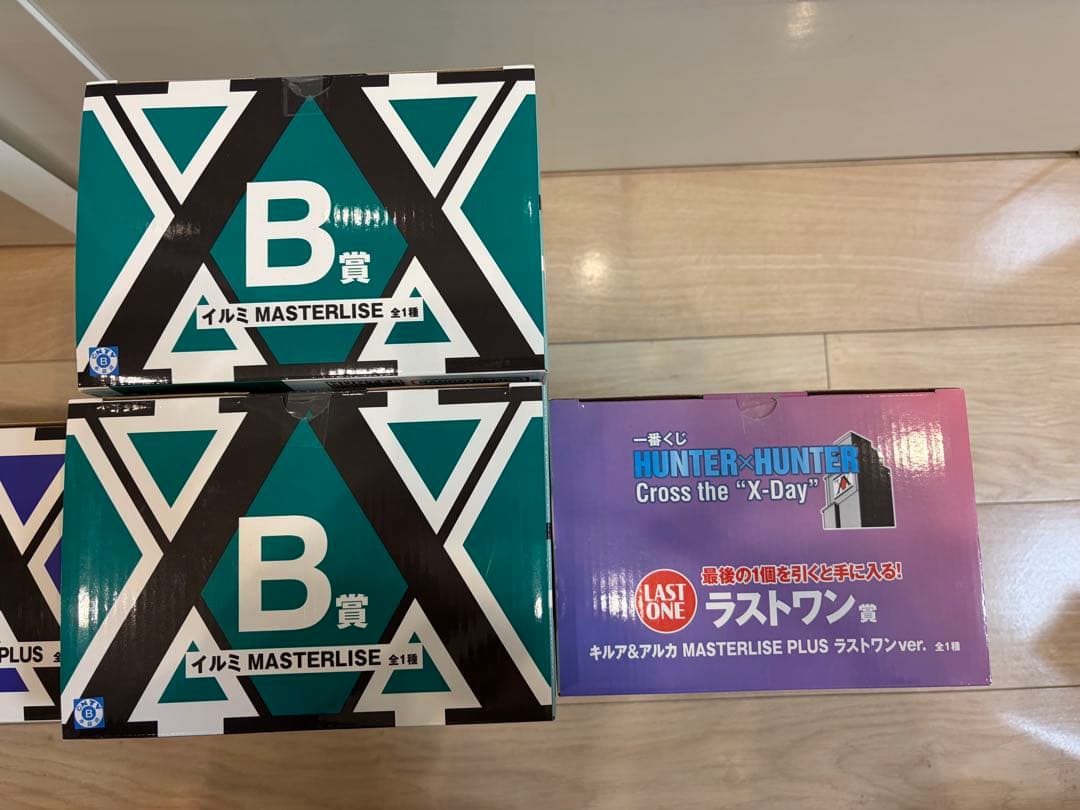 B賞
イルミ MASTERLISE 全1種
B
B賞
イルミ MASTERLISE 全1種
B
PLUS 全
一番くじ
HUNTER×HUNTER
Cross the "X-Day"
LAST
ONE
最後の1個を引くと手に入る!
ラストワン賞
キルア&アルカ MASTERLISE PLUS ラストワンver. 全1種